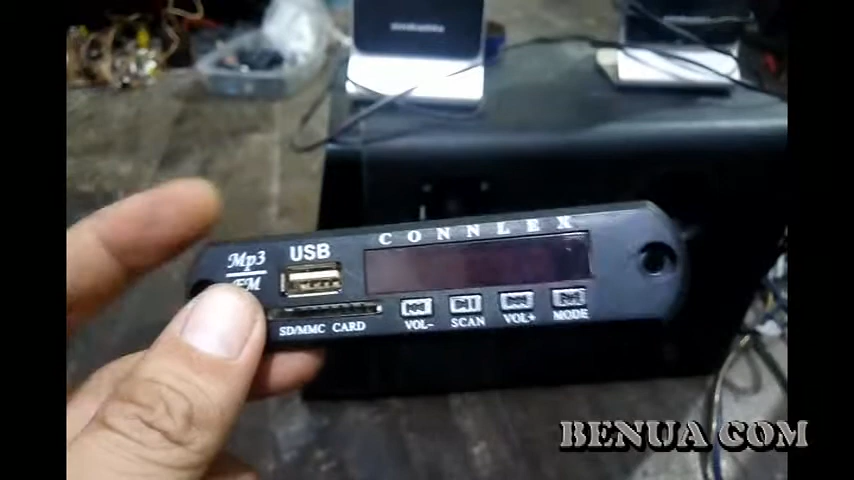 CONNLEX
Mp3
FM
USB
SD/MMC CARD
VOL-
SCAN
VOL+
MODE
BENUA COM